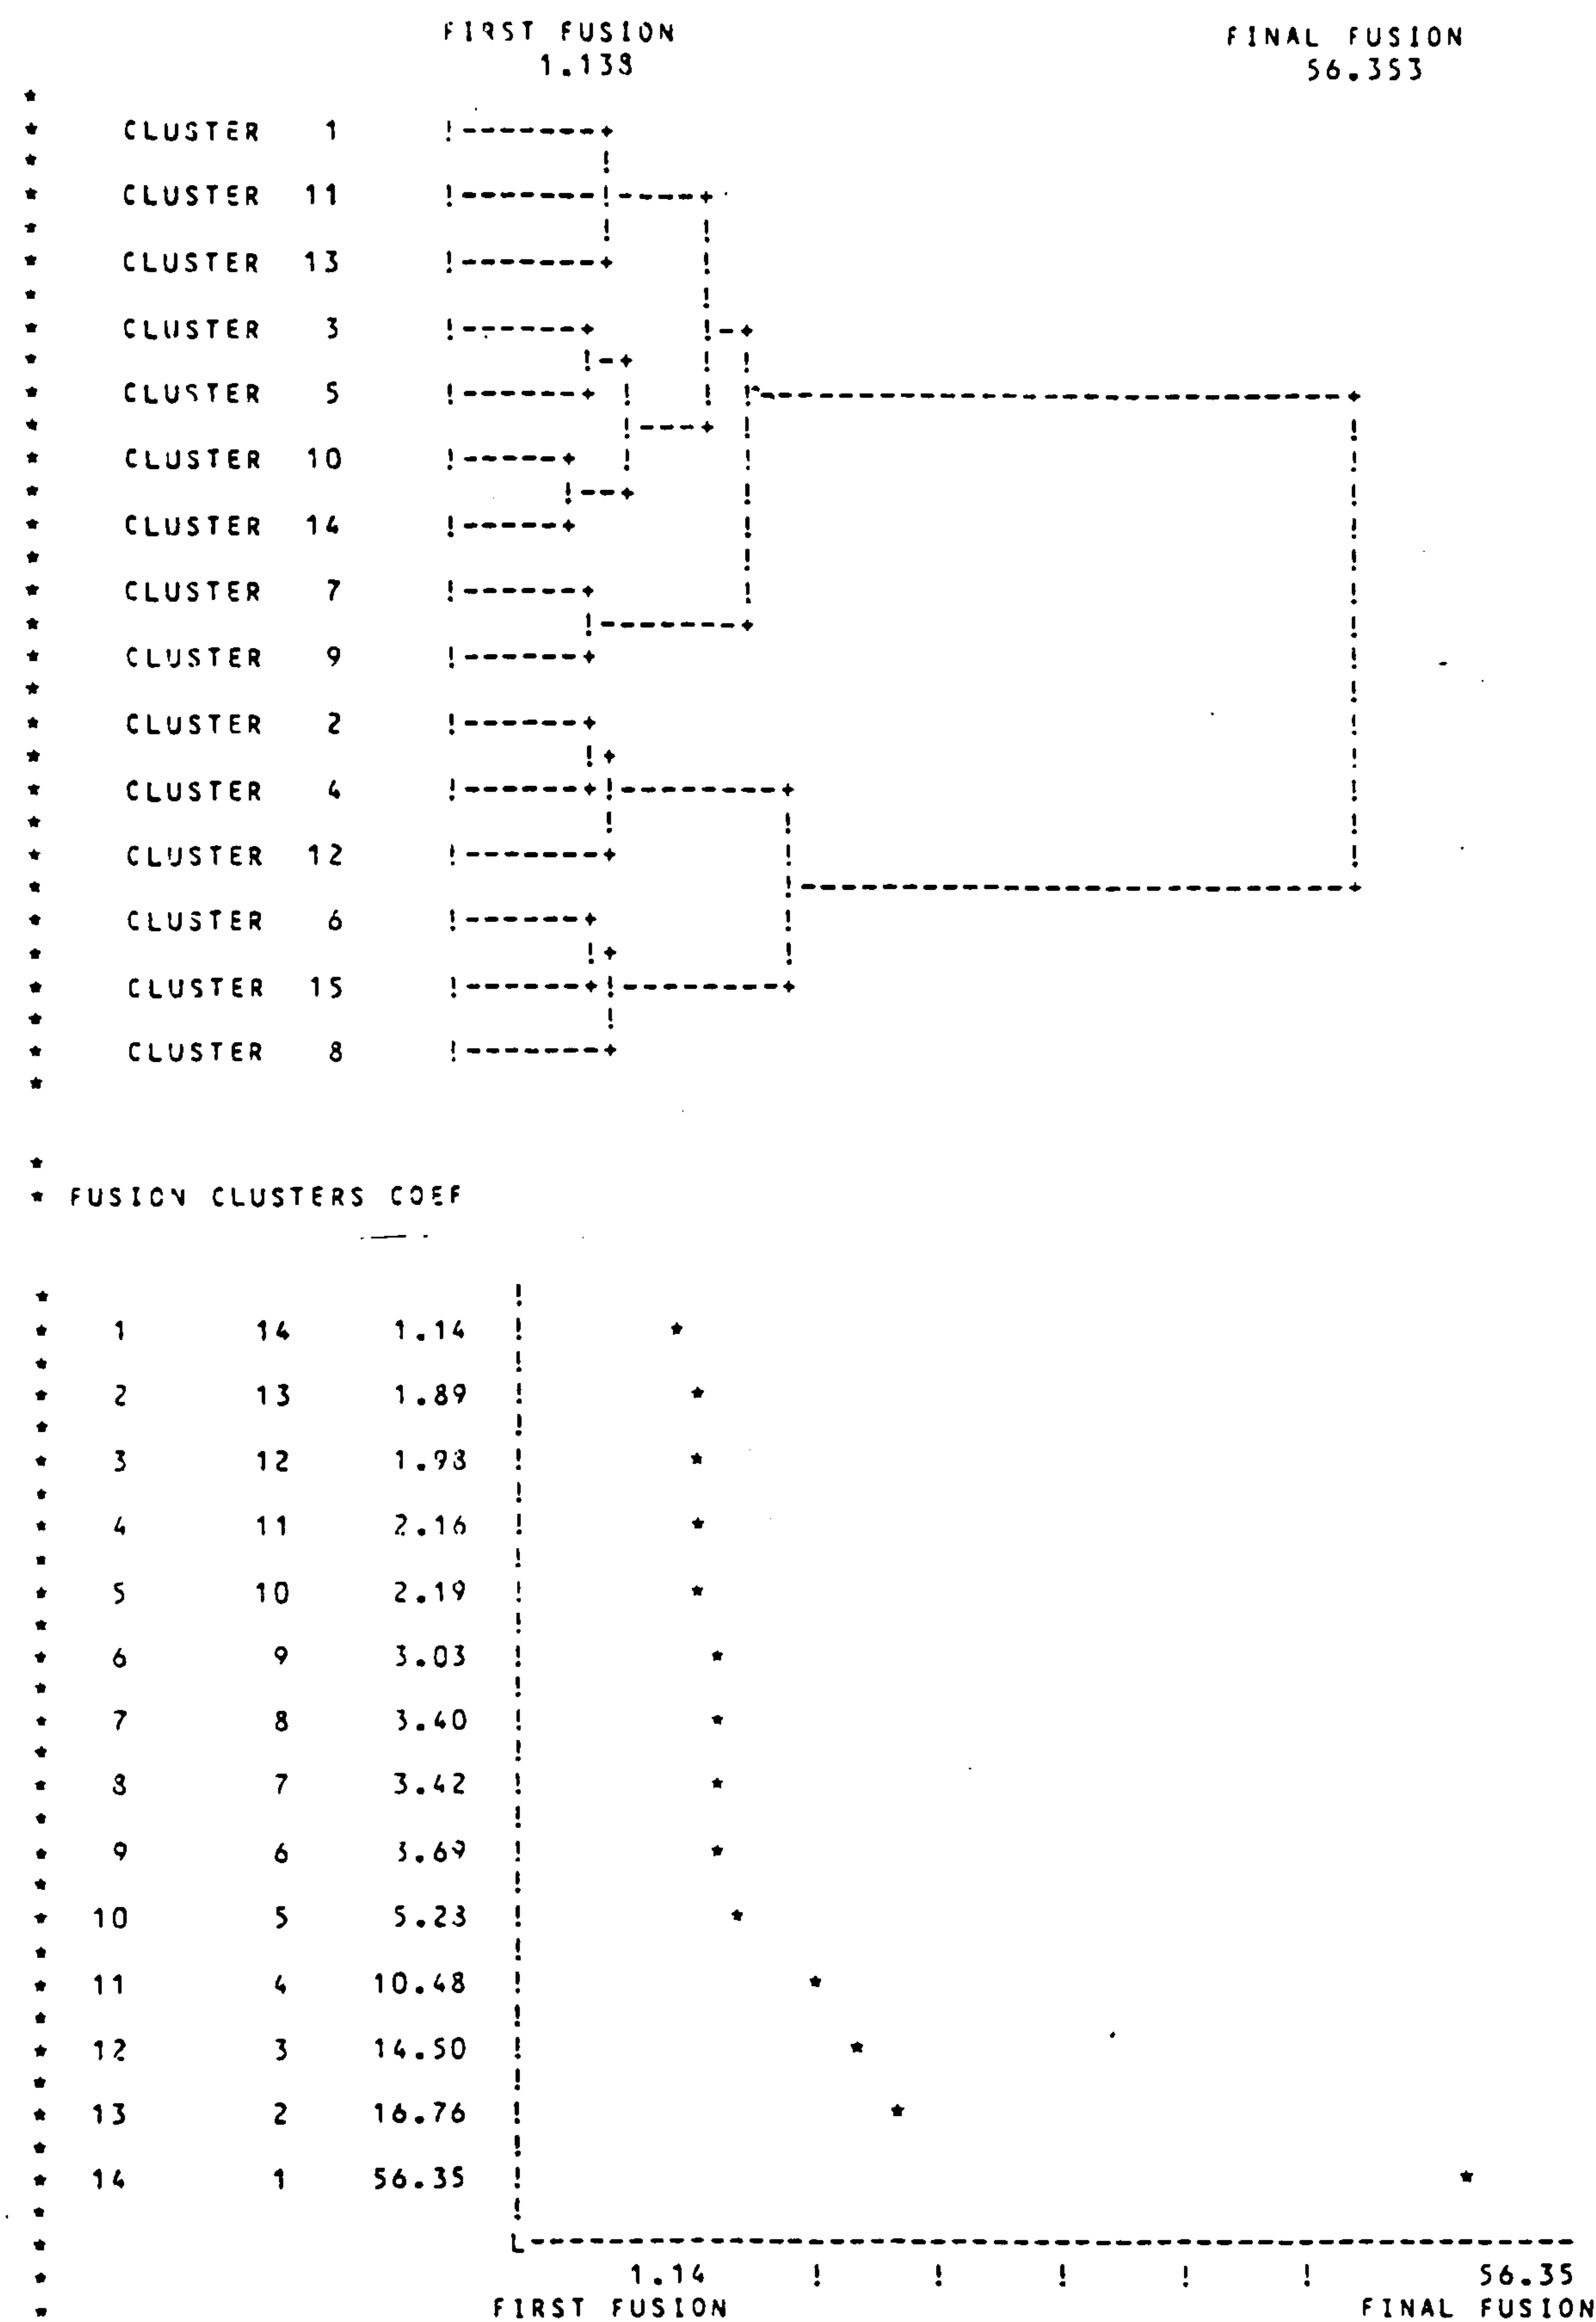 FIRST FUSION FINAL FUSION
1.138 56.353
*
* CLUSTER 1 !--------+
* !
* CLUSTER 11 !-------!-----+
* ! !
* CLUSTER 13 !--------+ !
* !
* CLUSTER 3 !-------+ !-+
* !-+ ! !
* CLUSTER 5 !-------+ ! ! !------------------------------+
* !----+ ! !
* CLUSTER 10 !------+ ! ! !
* !--+ ! !
* CLUSTER 14 !------+ ! !
* ! !
* CLUSTER 7 !-------+ ! !
* !--------+ !
* CLUSTER 9 !-------+ !
* !
* CLUSTER 2 !-------+ !
* !+ !
* CLUSTER 4 !-------+!---------+ !
* ! ! !
* CLUSTER 12 !--------+ ! !
* !----------------------------+
* CLUSTER 6 !-------+ !
* !+ !
* CLUSTER 15 !-------+!---------+
* !
* CLUSTER 8 !--------+
*
*
* FUSION CLUSTERS COEF
* !
* 1 14 1.14 ! *
* !
* 2 13 1.89 ! *
* !
* 3 12 1.98 ! *
* !
* 4 11 2.16 ! *
* !
* 5 10 2.19 ! *
* !
* 6 9 3.03 ! *
* !
* 7 8 3.40 ! *
* !
* 8 7 3.42 ! *
* !
* 9 6 3.69 ! *
* !
* 10 5 5.23 ! *
* !
* 11 4 10.48 ! *
* !
* 12 3 14.50 ! *
* !
* 13 2 16.76 ! *
* !
* 14 1 56.35 ! *
* !
* L-----------------------------------------------------
* 1.14 ! ! ! ! ! 56.35
* FIRST FUSION FINAL FUSION